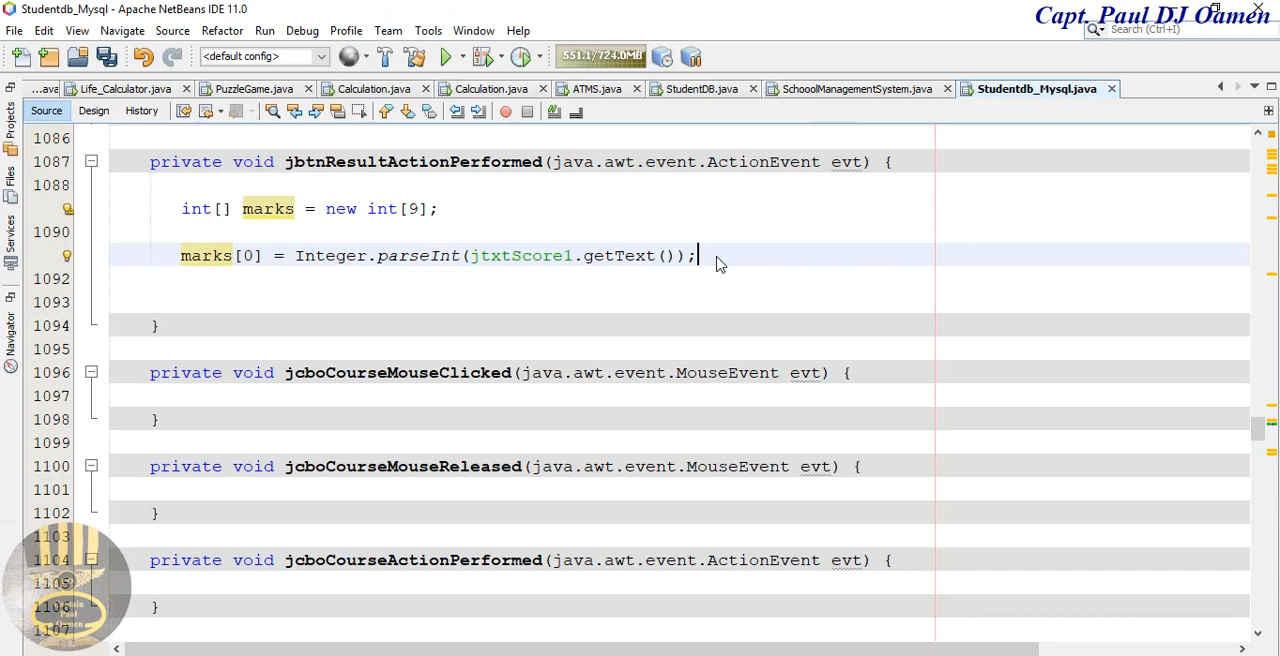 Studentdb_Mysql - Apache NetBeans IDE 11.0
Capt. Paul DJ Oamen
File Edit View Navigate Source Refactor Run Debug Profile Team Tools Window Help
Search (Ctrl+I)
<default config> 551.1/724.0MB
...ava Life_Calculator.java PuzzleGame.java Calculation.java Calculation.java ATMS.java StudentDB.java SchooolManagementSystem.java Studentdb_Mysql.java
Source Design History
Projects
Files
Services
Navigator
1086
1087 private void jbtnResultActionPerformed(java.awt.event.ActionEvent evt) {
1088
int[] marks = new int[9];
1090
marks[0] = Integer.parseInt(jtxtScore1.getText());
1092
1093
1094 }
1095
1096 private void jcboCourseMouseClicked(java.awt.event.MouseEvent evt) {
1097
1098 }
1099
1100 private void jcboCourseMouseReleased(java.awt.event.MouseEvent evt) {
1101
1102 }
1103
1104 private void jcboCourseActionPerformed(java.awt.event.ActionEvent evt) {
1105
1106 }
1107
Captain
Paul
Oamen